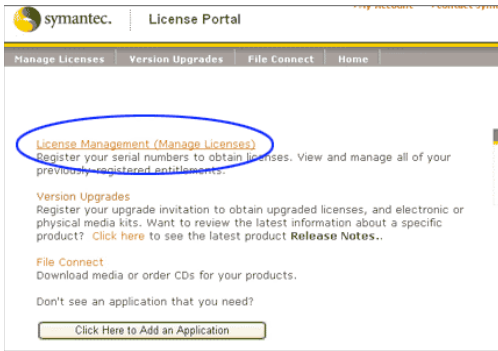 My Account Contact Sym
symantec. License Portal
Manage Licenses Version Upgrades File Connect Home
License Management (Manage Licenses)
Register your serial numbers to obtain licenses. View and manage all of your
previously-registered entitlements.
Version Upgrades
Register your upgrade invitation to obtain upgraded licenses, and electronic or
physical media kits. Want to review the latest information about a specific
product? Click here to see the latest product Release Notes..
File Connect
Download media or order CDs for your products.
Don't see an application that you need?
Click Here to Add an Application